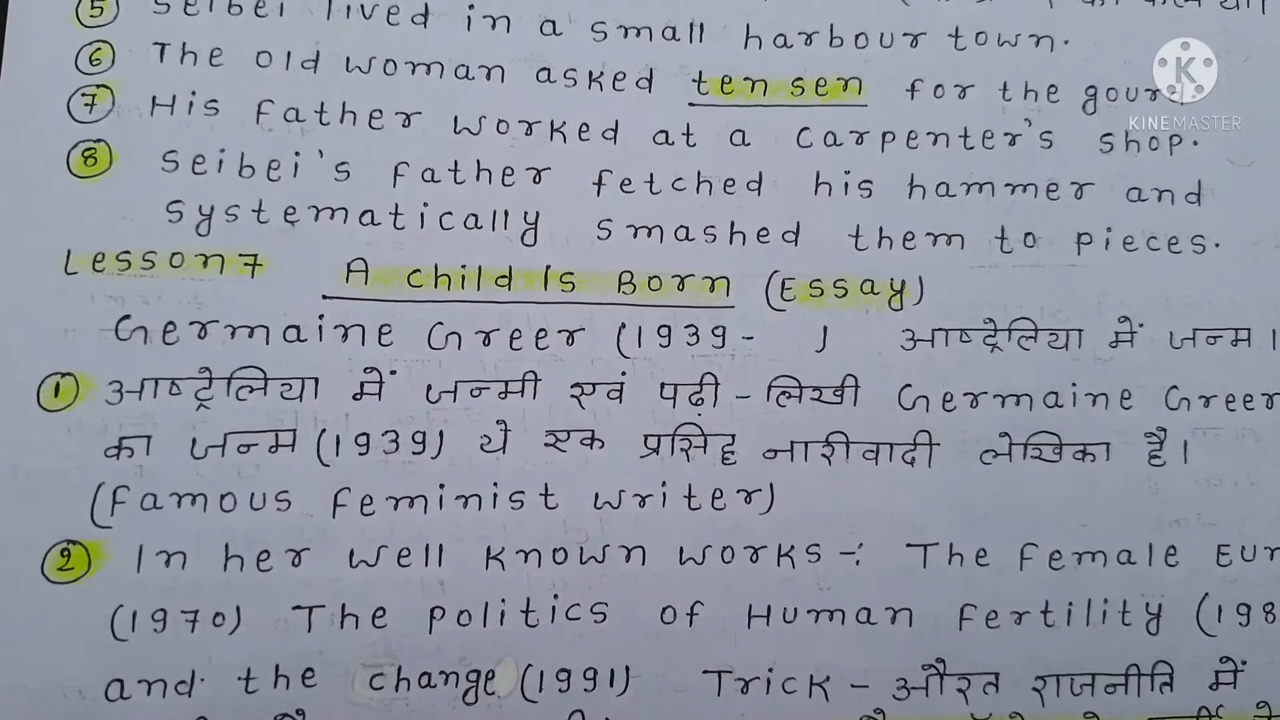 5 Seibei lived in a small harbour town.
6 The old woman asked ten sen for the gourd.
KINEMASTER
7 His father worked at a carpenter's shop.
8 Seibei's father fetched his hammer and
systematically smashed them to pieces.
Lesson 7 A child Is Born (Essay)
Germaine Greer (1939- ) आष्ट्रेलिया में जन्म।
1 आष्ट्रेलिया में जन्मी एवं पढ़ी - लिखी Germaine Greer
का जन्म (1939) ये एक प्रसिद्द नारीवादी लेखिका है।
(famous feminist writer)
2 In her well known works -: The Female Eun
(1970) The politics of Human Fertility (198
and the change (1991) Trick - औरत राजनीति में